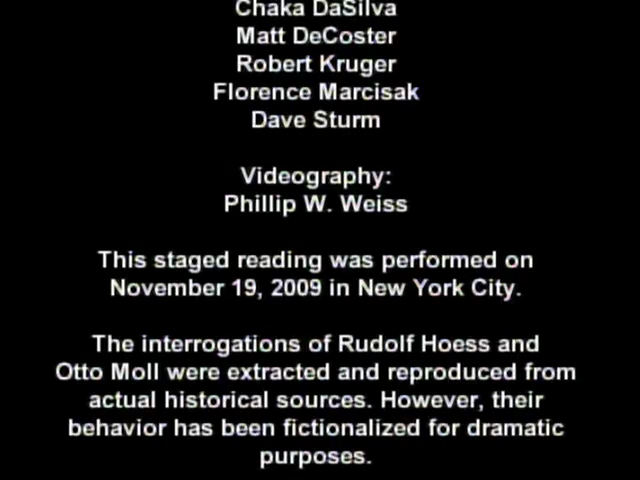 Chaka DaSilva
Matt DeCoster
Robert Kruger
Florence Marcisak
Dave Sturm
Videography:
Phillip W. Weiss
This staged reading was performed on
November 19, 2009 in New York City.
The interrogations of Rudolf Hoess and
Otto Moll were extracted and reproduced from
actual historical sources. However, their
behavior has been fictionalized for dramatic
purposes.